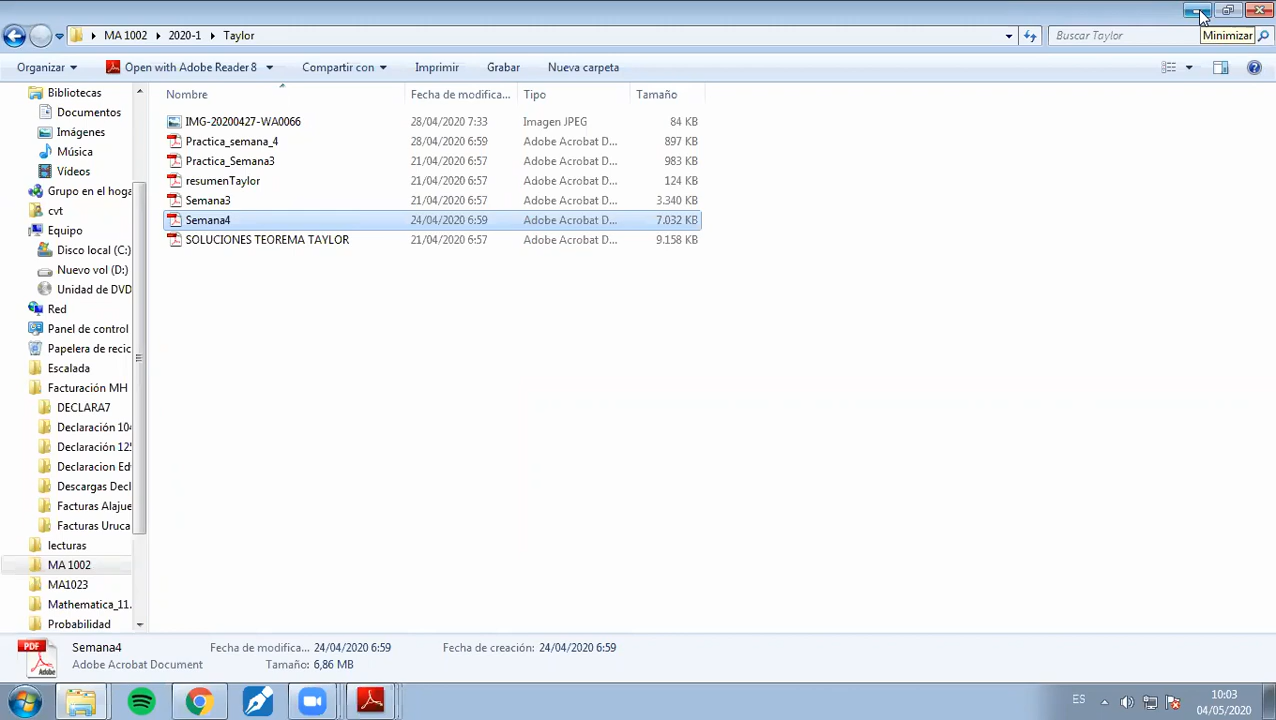 MA 1002 2020-1 Taylor Buscar Taylor
Minimizar
Organizar Open with Adobe Reader 8 Compartir con Imprimir Grabar Nueva carpeta
Nombre Fecha de modifica... Tipo Tamaño
IMG-20200427-WA0066 28/04/2020 7:33 Imagen JPEG 84 KB
Practica_semana_4 28/04/2020 6:59 Adobe Acrobat D... 897 KB
Practica_Semana3 21/04/2020 6:57 Adobe Acrobat D... 983 KB
resumenTaylor 21/04/2020 6:57 Adobe Acrobat D... 124 KB
Semana3 21/04/2020 6:57 Adobe Acrobat D... 3.340 KB
Semana4 24/04/2020 6:59 Adobe Acrobat D... 7.032 KB
SOLUCIONES TEOREMA TAYLOR 21/04/2020 6:57 Adobe Acrobat D... 9.158 KB
Bibliotecas
Documentos
Imágenes
Música
Vídeos
Grupo en el hoga
cvt
Equipo
Disco local (C:)
Nuevo vol (D:)
Unidad de DVD
Red
Panel de control
Papelera de recic
Escalada
Facturación MH
DECLARA7
Declaración 104
Declaración 125
Declaracion Ed
Descargas Decl
Facturas Alajue
Facturas Uruca
lecturas
MA 1002
MA1023
Mathematica_11.
Probabilidad
PDF
Adobe
Semana4 Fecha de modifica... 24/04/2020 6:59 Fecha de creación: 24/04/2020 6:59
Adobe Acrobat Document Tamaño: 6,86 MB
ES
10:03
04/05/2020